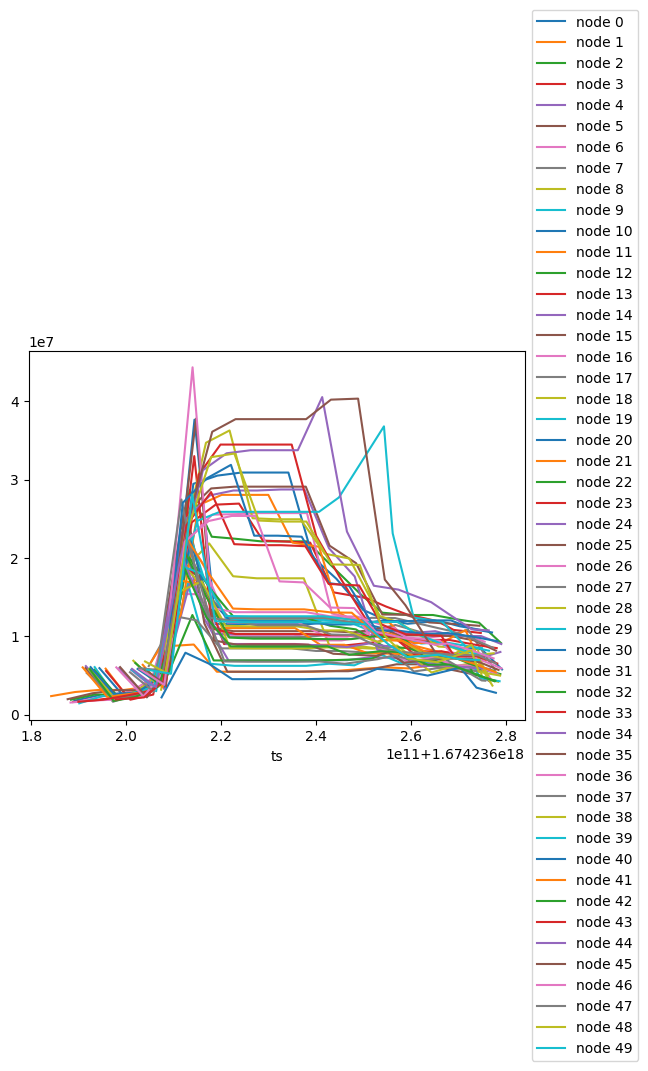 1e7
4
3
2
1
0
1.8 2.0 2.2 2.4 2.6 2.8
ts
1e11+1.674236e18
node 0
node 1
node 2
node 3
node 4
node 5
node 6
node 7
node 8
node 9
node 10
node 11
node 12
node 13
node 14
node 15
node 16
node 17
node 18
node 19
node 20
node 21
node 22
node 23
node 24
node 25
node 26
node 27
node 28
node 29
node 30
node 31
node 32
node 33
node 34
node 35
node 36
node 37
node 38
node 39
node 40
node 41
node 42
node 43
node 44
node 45
node 46
node 47
node 48
node 49